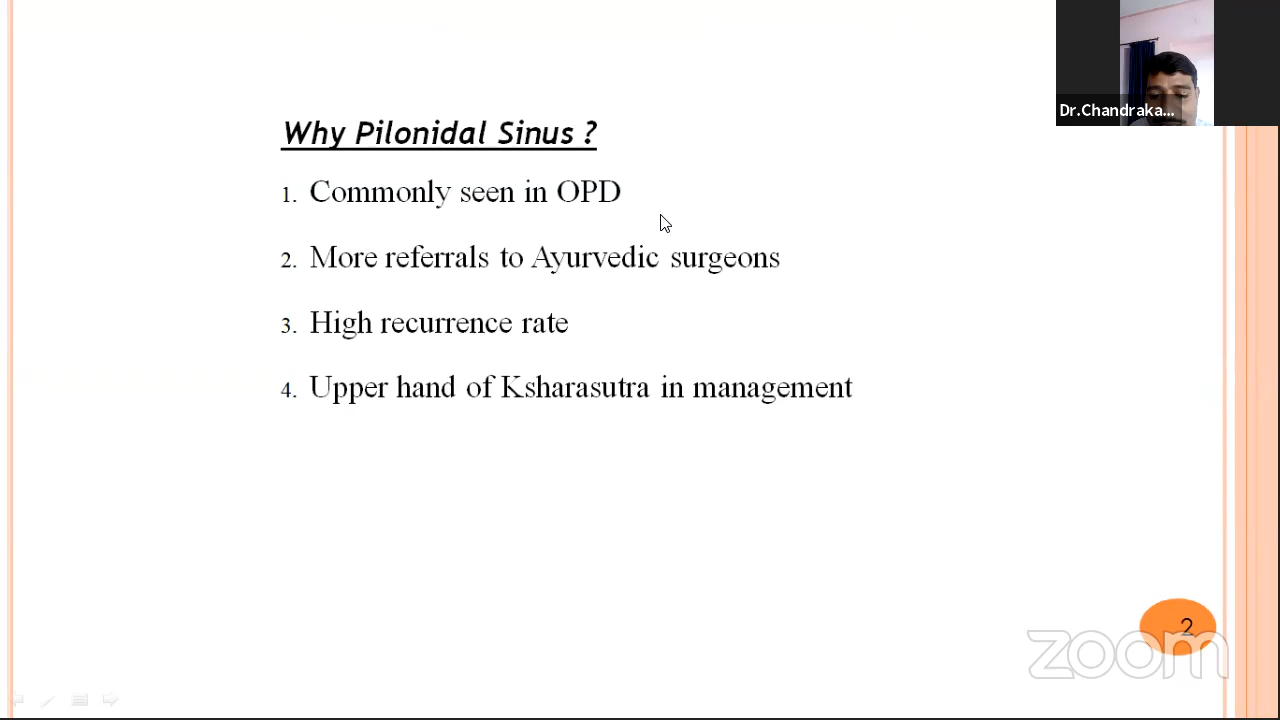 Dr.Chandraka...
Why Pilonidal Sinus ?
1. Commonly seen in OPD
2. More referrals to Ayurvedic surgeons
3. High recurrence rate
4. Upper hand of Ksharasutra in management
2
zoom